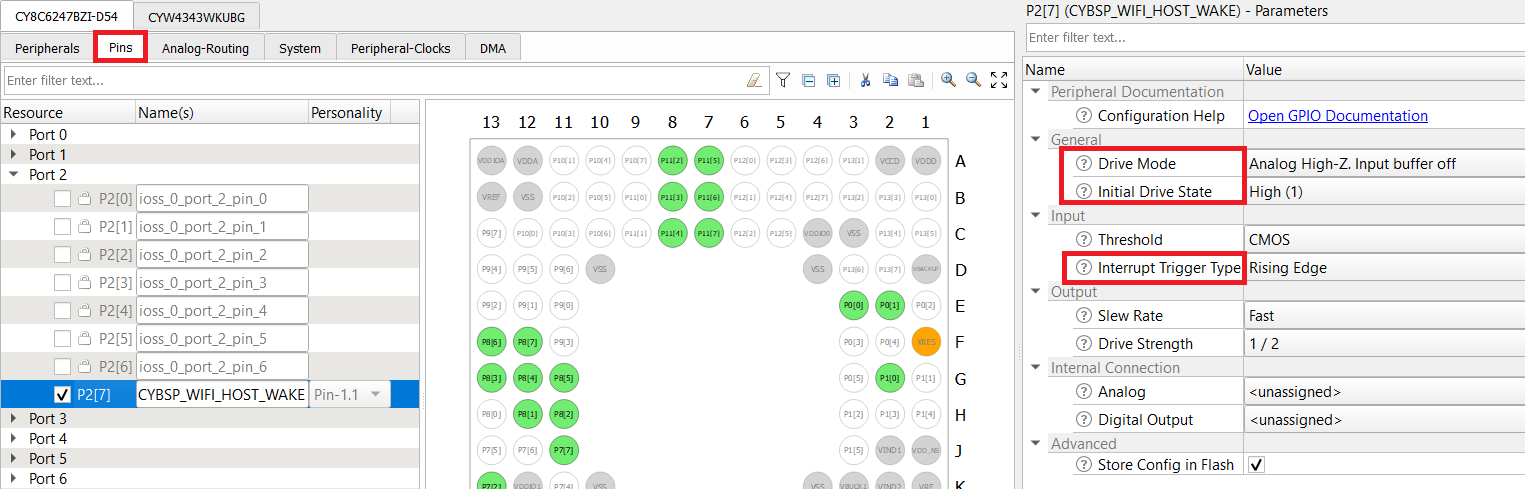 CY8C6247BZI-D54 CYW4343WKUBG
Peripherals Pins Analog-Routing System Peripheral-Clocks DMA
Enter filter text...
Resource Name(s) Personality
Port 0
Port 1
Port 2
P2[0] ioss_0_port_2_pin_0
P2[1] ioss_0_port_2_pin_1
P2[2] ioss_0_port_2_pin_2
P2[3] ioss_0_port_2_pin_3
P2[4] ioss_0_port_2_pin_4
P2[5] ioss_0_port_2_pin_5
P2[6] ioss_0_port_2_pin_6
P2[7] CYBSP_WIFI_HOST_WAKE Pin-1.1
Port 3
Port 4
Port 5
Port 6
13 12 11 10 9 8 7 6 5 4 3 2 1
VDDIOA VDDA P10[1] P10[4] P10[7] P11[2] P11[5] P12[0] P12[3] P12[6] P13[1] VCCD VDDD A
VREF VSS P10[2] P10[5] P11[0] P11[3] P11[6] P12[1] P12[4] P12[7] P13[2] P13[3] P13[0] B
P9[7] P10[0] P10[3] P10[6] P11[1] P11[4] P11[7] P12[2] P12[5] VDDIO0 VSS P13[4] P13[5] C
P9[4] P9[5] P9[6] VSS VSS P13[6] P13[7] VBACKUP D
P9[2] P9[1] P9[0] P0[0] P0[1] P0[2] E
P8[6] P8[7] P9[3] P0[3] P0[4] XRES F
P8[3] P8[4] P8[5] P0[5] P1[0] P1[1] G
P8[0] P8[1] P8[2] P1[2] P1[3] P1[4] H
P7[5] P7[6] P7[7] P1[5] VIND1 VDD_NS J
P7[2] VDDIO1 P7[4] VSS VSS VBUCK1 VIND2 VRF K
P2[7] (CYBSP_WIFI_HOST_WAKE) - Parameters
Enter filter text...
Name Value
Peripheral Documentation
Configuration Help Open GPIO Documentation
General
Drive Mode Analog High-Z. Input buffer off
Initial Drive State High (1)
Input
Threshold CMOS
Interrupt Trigger Type Rising Edge
Output
Slew Rate Fast
Drive Strength 1 / 2
Internal Connection
Analog <unassigned>
Digital Output <unassigned>
Advanced
Store Config in Flash